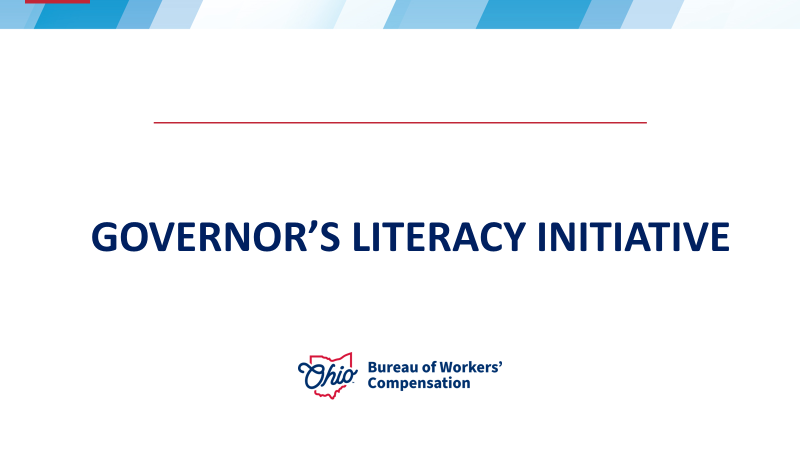 GOVERNOR’S LITERACY INITIATIVE
Ohio
Bureau of Workers’
Compensation